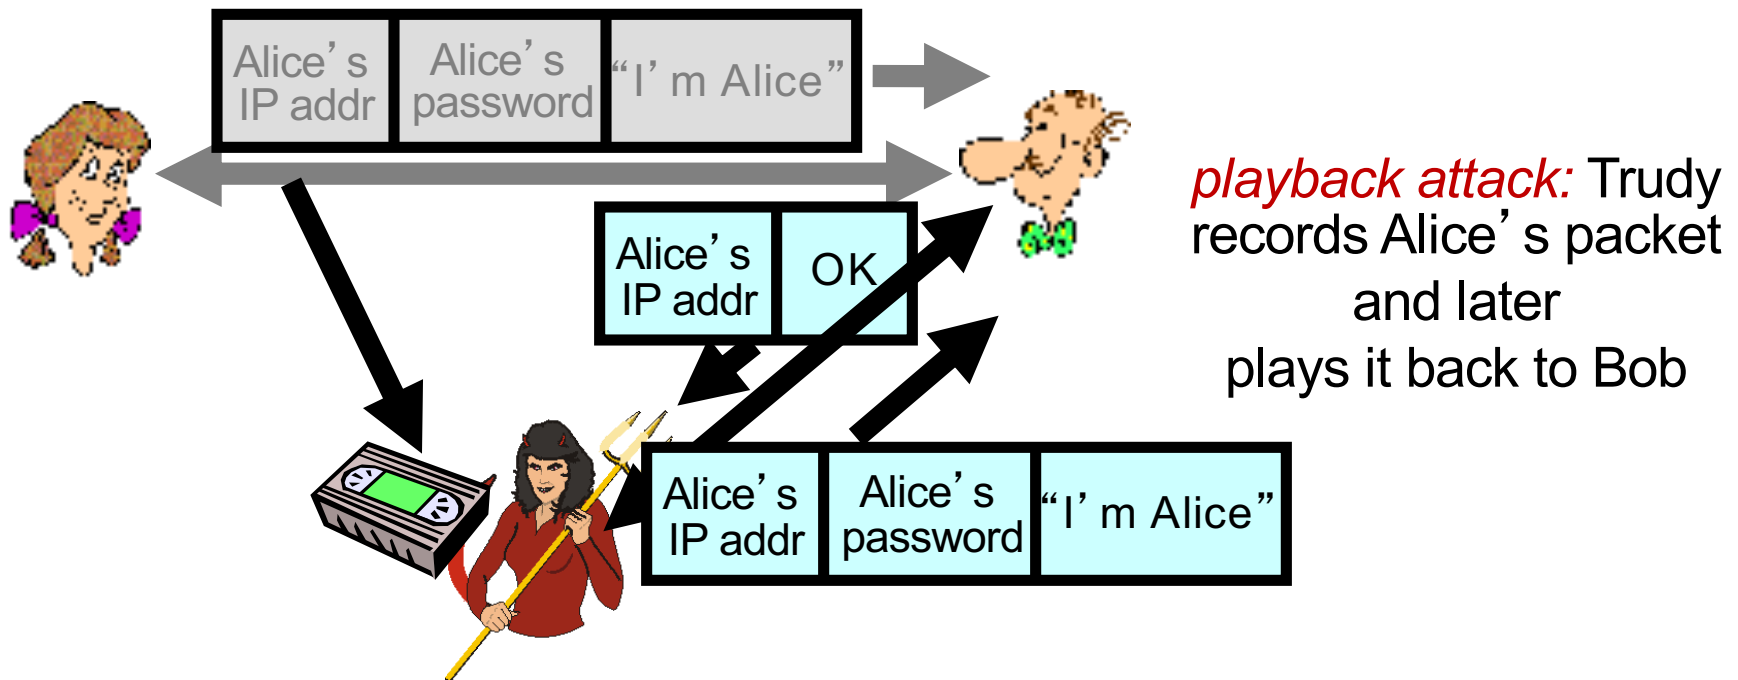 Alice’s
IP addr
Alice’s
password
“I’m Alice”
Alice’s
IP addr
OK
playback attack: Trudy
records Alice’s packet
and later
plays it back to Bob
Alice’s
IP addr
Alice’s
password
“I’m Alice”